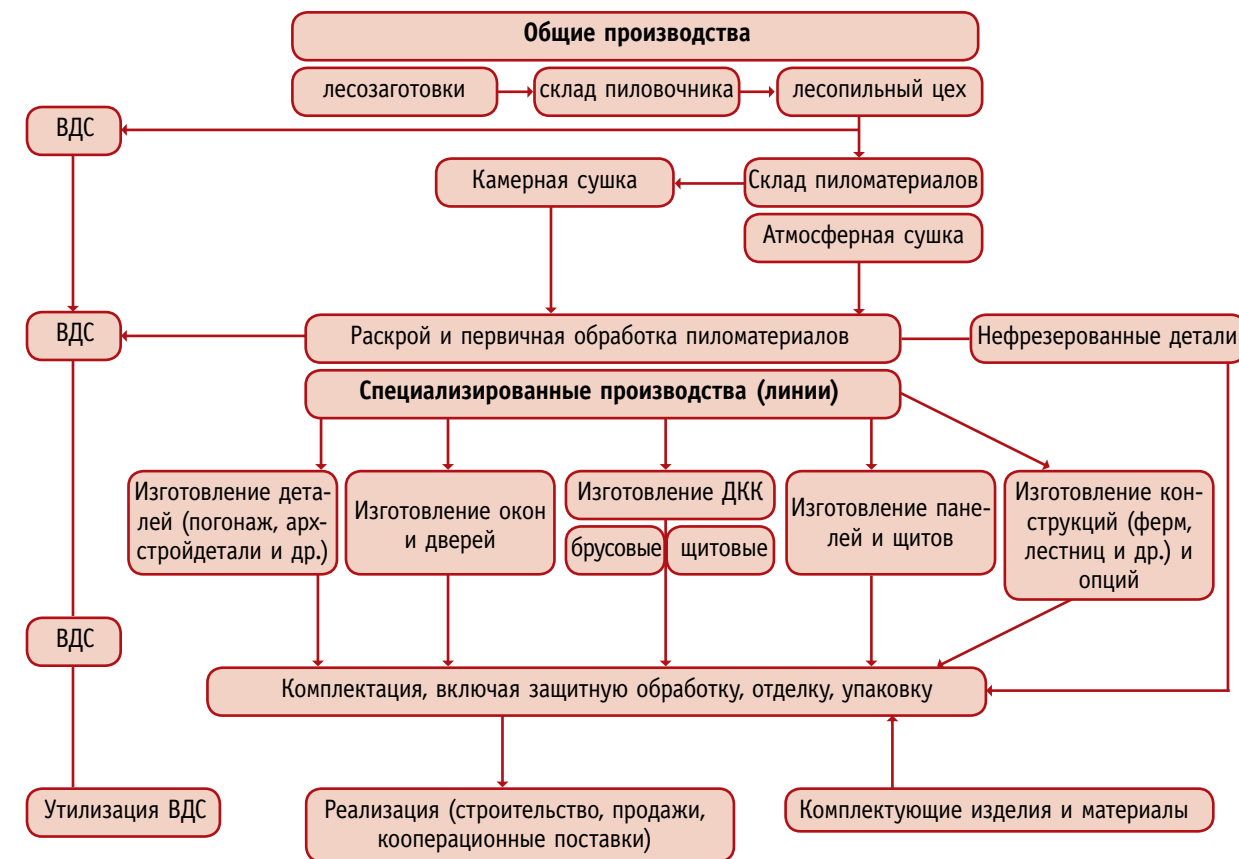 Общие производства
лесозаготовки
склад пиловочника
лесопильный цех
ВДС
Камерная сушка
Склад пиломатериалов
Атмосферная сушка
ВДС
Раскрой и первичная обработка пиломатериалов
Нефрезерованные детали
Специализированные производства (линии)
Изготовление дета-
лей (погонаж, арх-
стройдетали и др.)
Изготовление окон
и дверей
Изготовление ДКК
брусовые
щитовые
Изготовление пане-
лей и щитов
Изготовление кон-
струкций (ферм,
лестниц и др.) и
опций
ВДС
Комплектация, включая защитную обработку, отделку, упаковку
Утилизация ВДС
Реализация (строительство, продажи,
кооперационные поставки)
Комплектующие изделия и материалы